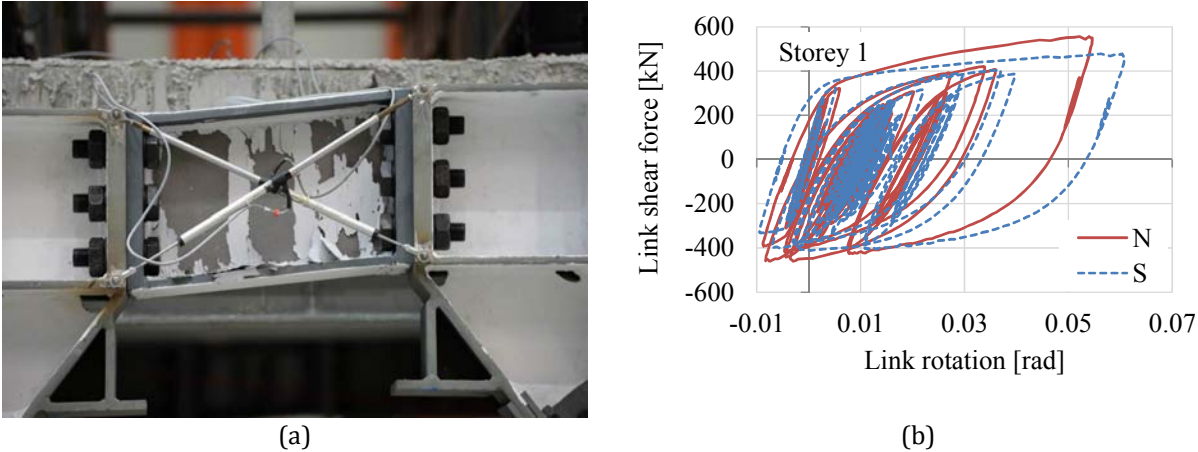 600
400
200
0
-200
-400
-600
Storey 1
N
S
-0.01 0.01 0.03 0.05 0.07
Link shear force [kN]
Link rotation [rad]
(a)
(b)